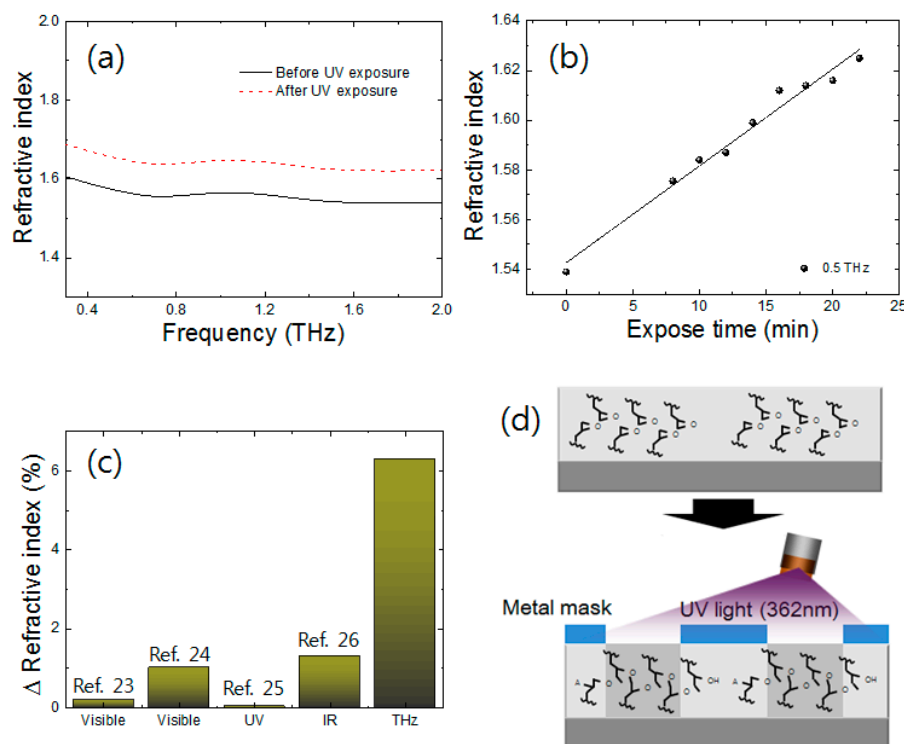 (a)
Before UV exposure
After UV exposure
Refractive index
2.0
1.8
1.6
1.4
0.4
0.8
1.2
1.6
2.0
Frequency (THz)
(b)
Refractive index
1.64
1.62
1.60
1.58
1.56
1.54
0.5 THz
0
5
10
15
20
25
Expose time (min)
(c)
Δ Refractive index (%)
6
4
2
0
Ref. 23
Ref. 24
Ref. 25
Ref. 26
Visible
Visible
UV
IR
THz
(d)
O O O O O O
Metal mask
UV light (362nm)
A O O O O O OH A O O O O O OH